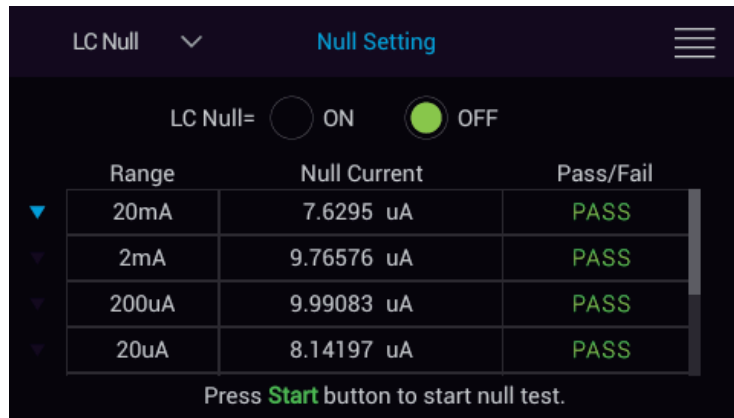 LC Null Null Setting
LC Null= ON OFF
Range Null Current Pass/Fail
20mA 7.6295 uA PASS
2mA 9.76576 uA PASS
200uA 9.99083 uA PASS
20uA 8.14197 uA PASS
Press Start button to start null test.